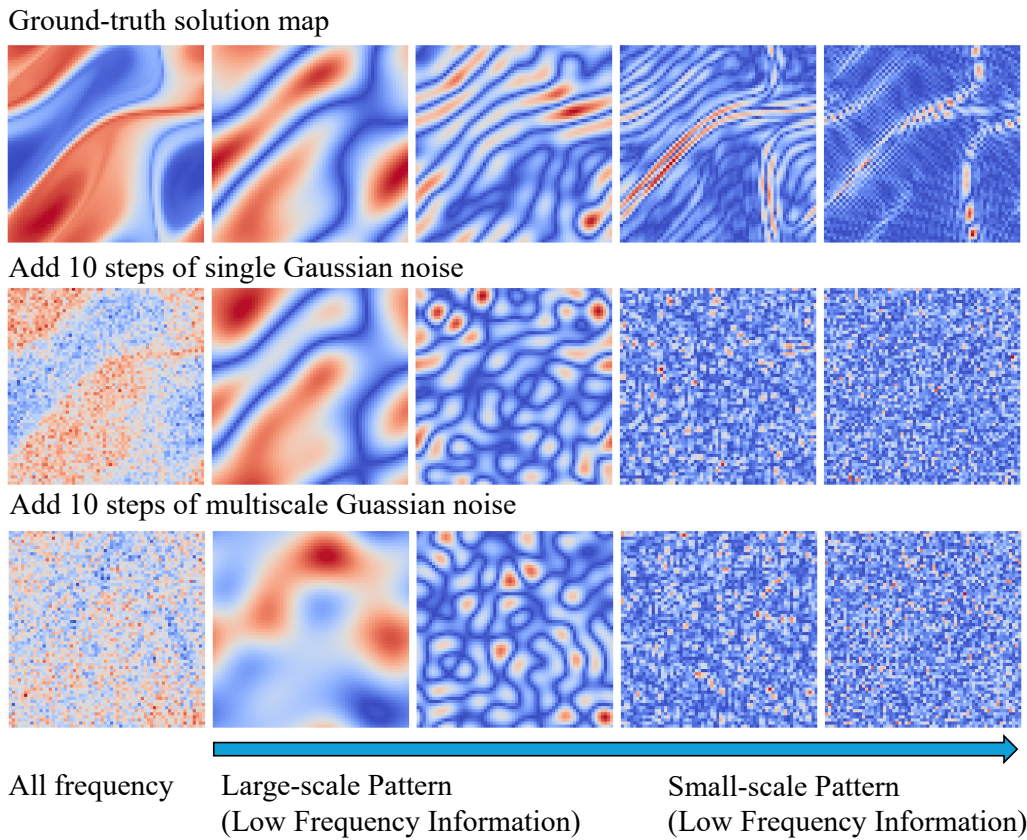 Ground-truth solution map
Add 10 steps of single Gaussian noise
Add 10 steps of multiscale Guassian noise
All frequency
Large-scale Pattern
(Low Frequency Information)
Small-scale Pattern
(Low Frequency Information)